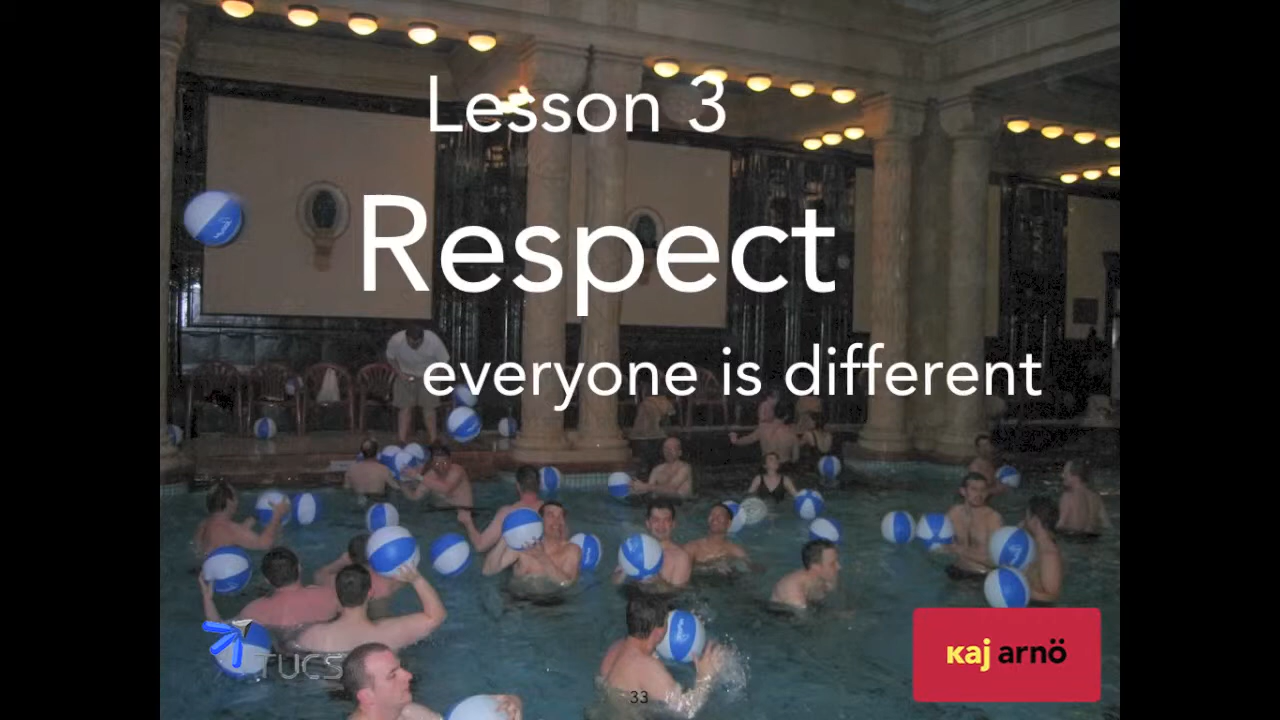 Lesson 3
Respect
everyone is different
TUCS
kaj arnö
33